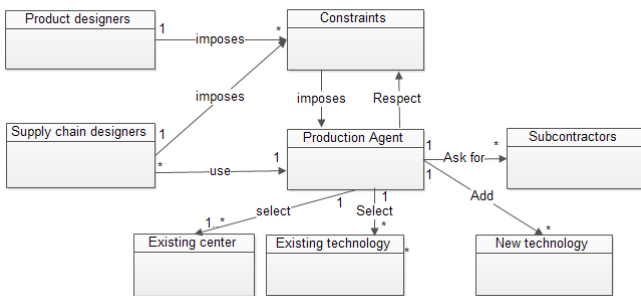 Product designers
Constraints
1
imposes
*
imposes
imposes
Respect
Supply chain designers
1
*
use
1
Production Agent
1
1
Ask for
*
Subcontractors
select
1
1
Select
Add
1..*
*
*
*
Existing center
Existing technology
New technology